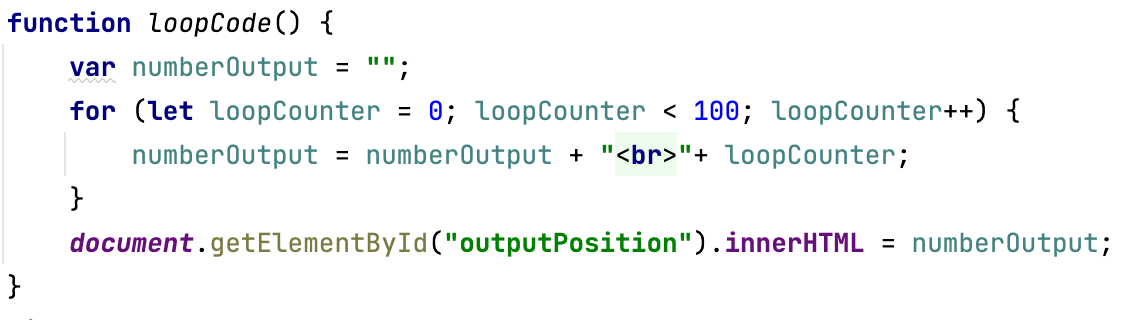 function loopCode() {
    var numberOutput = "";
    for (let loopCounter = 0; loopCounter < 100; loopCounter++) {
        numberOutput = numberOutput + "<br>"+ loopCounter;
    }
    document.getElementById("outputPosition").innerHTML = numberOutput;
}